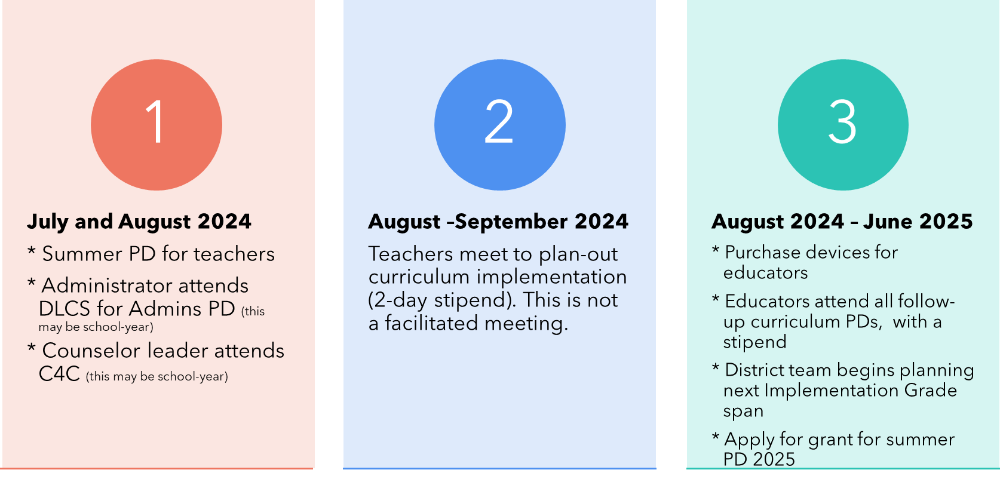 1
July and August 2024
* Summer PD for teachers
* Administrator attends
DLCS for Admins PD (this
may be school-year)
* Counselor leader attends
C4C (this may be school-year)
2
August –September 2024
Teachers meet to plan-out
curriculum implementation
(2-day stipend). This is not
a facilitated meeting.
3
August 2024 – June 2025
* Purchase devices for
educators
* Educators attend all follow-
up curriculum PDs,  with a
stipend
* District team begins planning
next Implementation Grade
span
* Apply for grant for summer
PD 2025